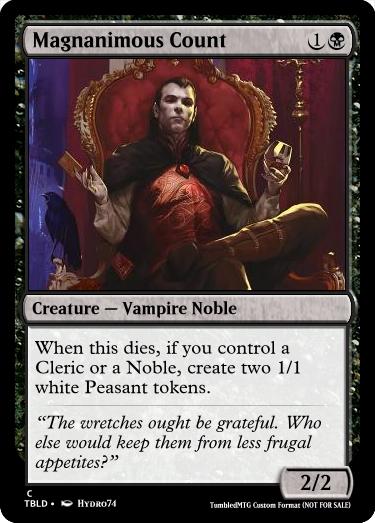 Magnanimous Count 1
Creature — Vampire Noble
When this dies, if you control a
Cleric or a Noble, create two 1/1
white Peasant tokens.
“The wretches ought be grateful. Who
else would keep them from less frugal
appetites?”
2/2
C
TBLD • Hydro74
TumbledMTG Custom Format (NOT FOR SALE)